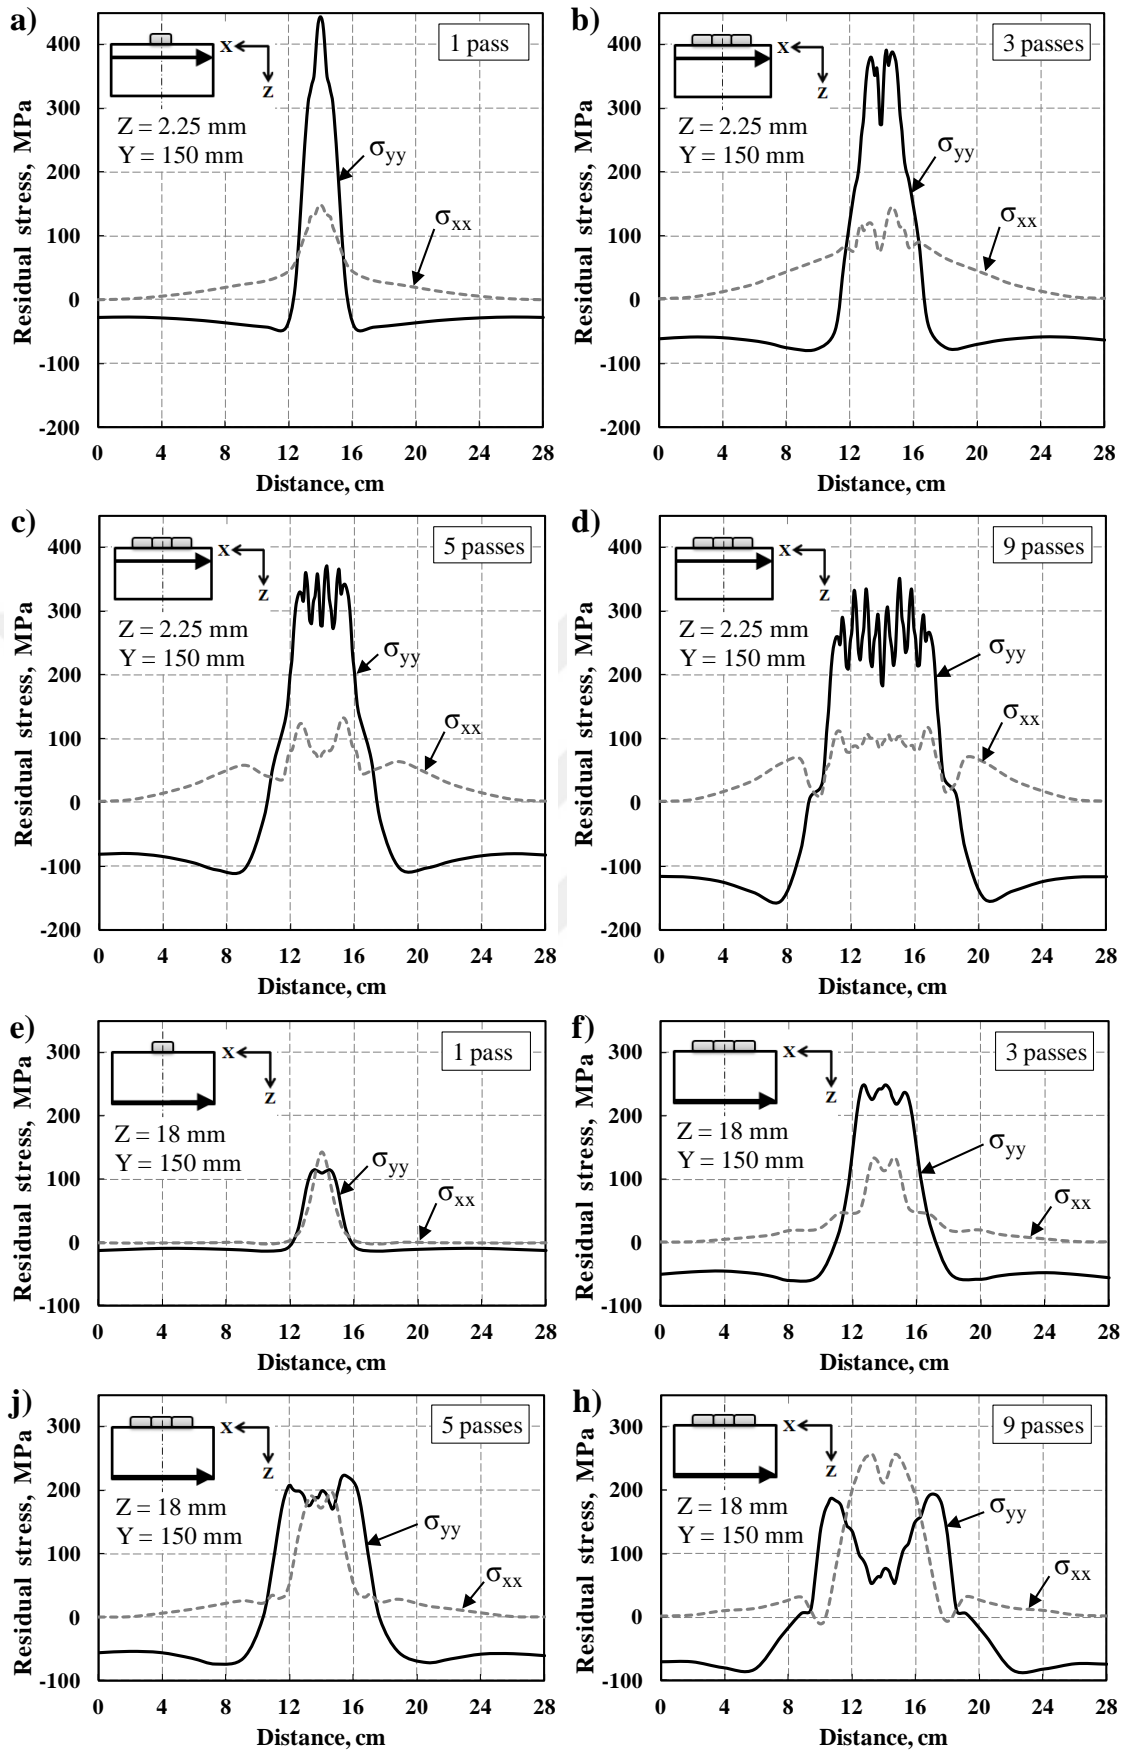 a)
1 pass
Residual stress, MPa
400
300
200
100
0
-100
-200
x
z
Z = 2.25 mm
Y = 150 mm
σyy
σxx
0 4 8 12 16 20 24 28
Distance, cm
b)
3 passes
Residual stress, MPa
400
300
200
100
0
-100
-200
x
z
Z = 2.25 mm
Y = 150 mm
σyy
σxx
0 4 8 12 16 20 24 28
Distance, cm
c)
5 passes
Residual stress, MPa
400
300
200
100
0
-100
-200
x
z
Z = 2.25 mm
Y = 150 mm
σyy
σxx
0 4 8 12 16 20 24 28
Distance, cm
d)
9 passes
Residual stress, MPa
400
300
200
100
0
-100
-200
x
z
Z = 2.25 mm
Y = 150 mm
σyy
σxx
0 4 8 12 16 20 24 28
Distance, cm
e)
1 pass
Residual stress, MPa
300
200
100
0
-100
x
z
Z = 18 mm
Y = 150 mm
σyy
σxx
0 4 8 12 16 20 24 28
Distance, cm
f)
3 passes
Residual stress, MPa
300
200
100
0
-100
x
z
Z = 18 mm
Y = 150 mm
σyy
σxx
0 4 8 12 16 20 24 28
Distance, cm
j)
5 passes
Residual stress, MPa
300
200
100
0
-100
x
z
Z = 18 mm
Y = 150 mm
σyy
σxx
0 4 8 12 16 20 24 28
Distance, cm
h)
9 passes
Residual stress, MPa
300
200
100
0
-100
x
z
Z = 18 mm
Y = 150 mm
σyy
σxx
0 4 8 12 16 20 24 28
Distance, cm